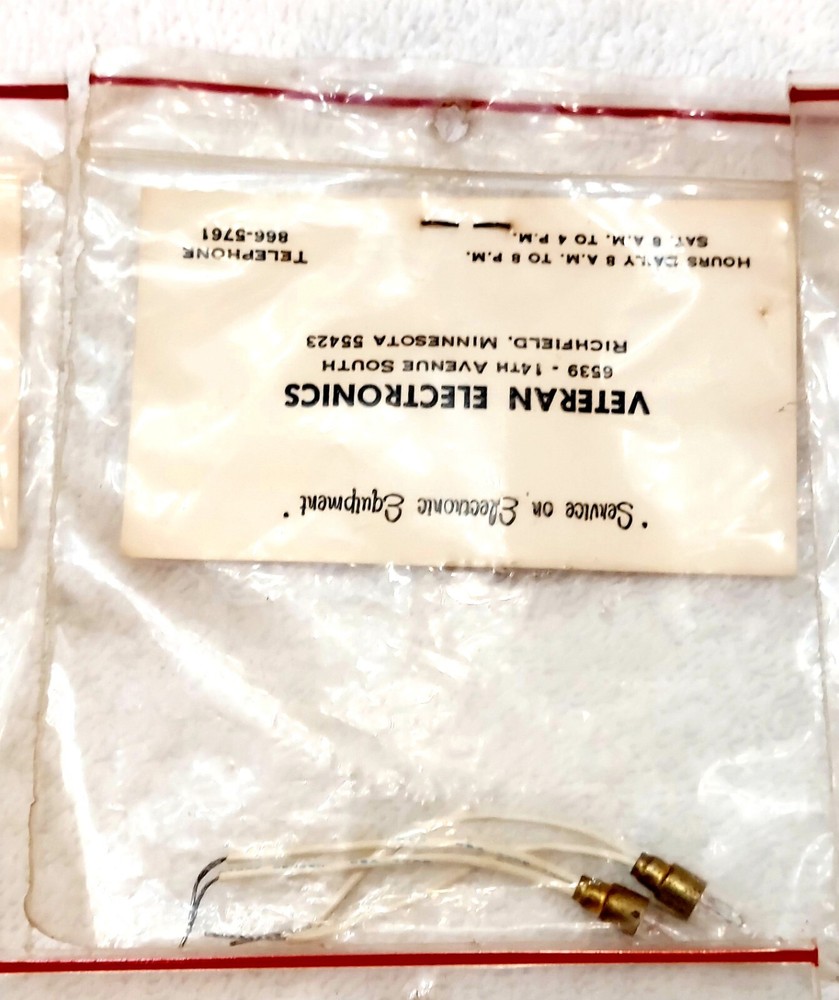 "Service on Electronic Equipment"
VETERAN ELECTRONICS
6539 - 14TH AVENUE SOUTH
RICHFIELD, MINNESOTA 55423
HOURS DAILY 8 A.M. TO 8 P.M.
SAT. 8 A.M. TO 4 P.M.
TELEPHONE
866-5761